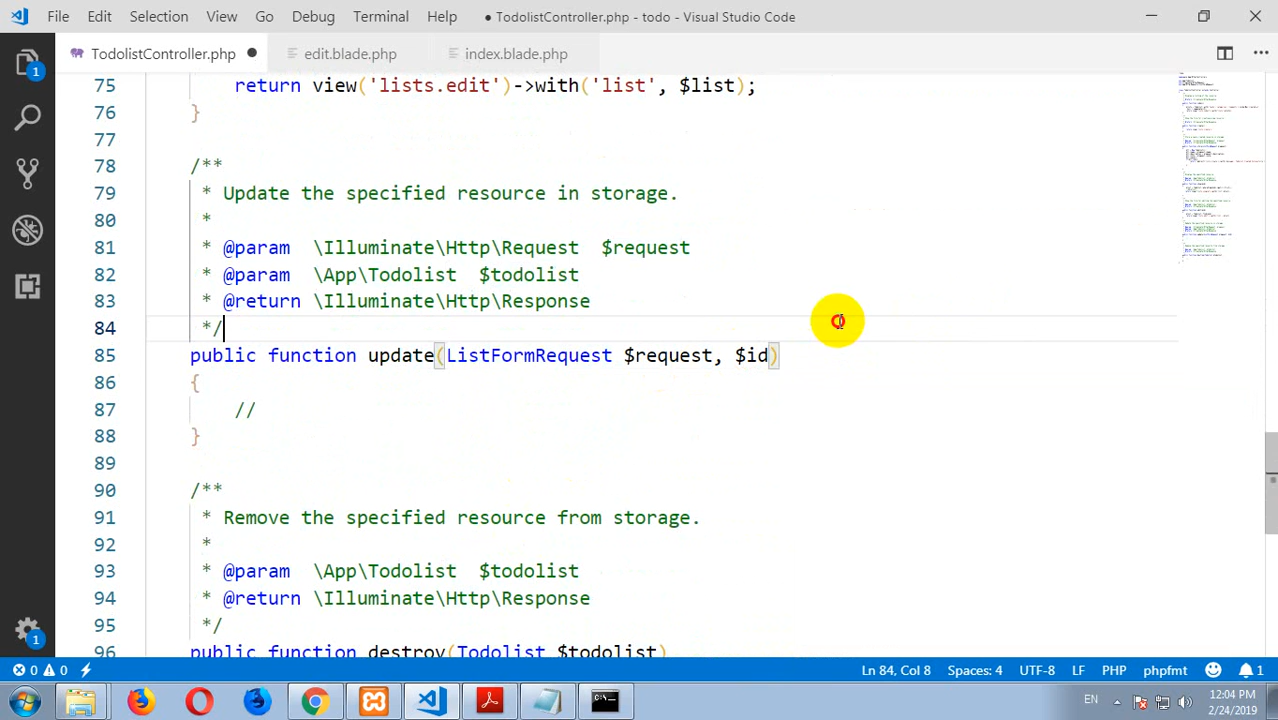 File Edit Selection View Go Debug Terminal Help
● TodolistController.php - todo - Visual Studio Code
TodolistController.php ●
edit.blade.php
index.blade.php
1
75 return view('lists.edit')->with('list', $list);
76 }
77
78 /**
79 * Update the specified resource in storage.
80 *
81 * @param \Illuminate\Http\Request $request
82 * @param \App\Todolist $todolist
83 * @return \Illuminate\Http\Response
84 */
85 public function update(ListFormRequest $request, $id)
86 {
87 //
88 }
89
90 /**
91 * Remove the specified resource from storage.
92 *
93 * @param \App\Todolist $todolist
94 * @return \Illuminate\Http\Response
95 */
96 public function destroy(Todolist $todolist)
1
0 0 Ln 84, Col 8 Spaces: 4 UTF-8 LF PHP phpfmt 1
EN 12:04 PM
2/24/2019